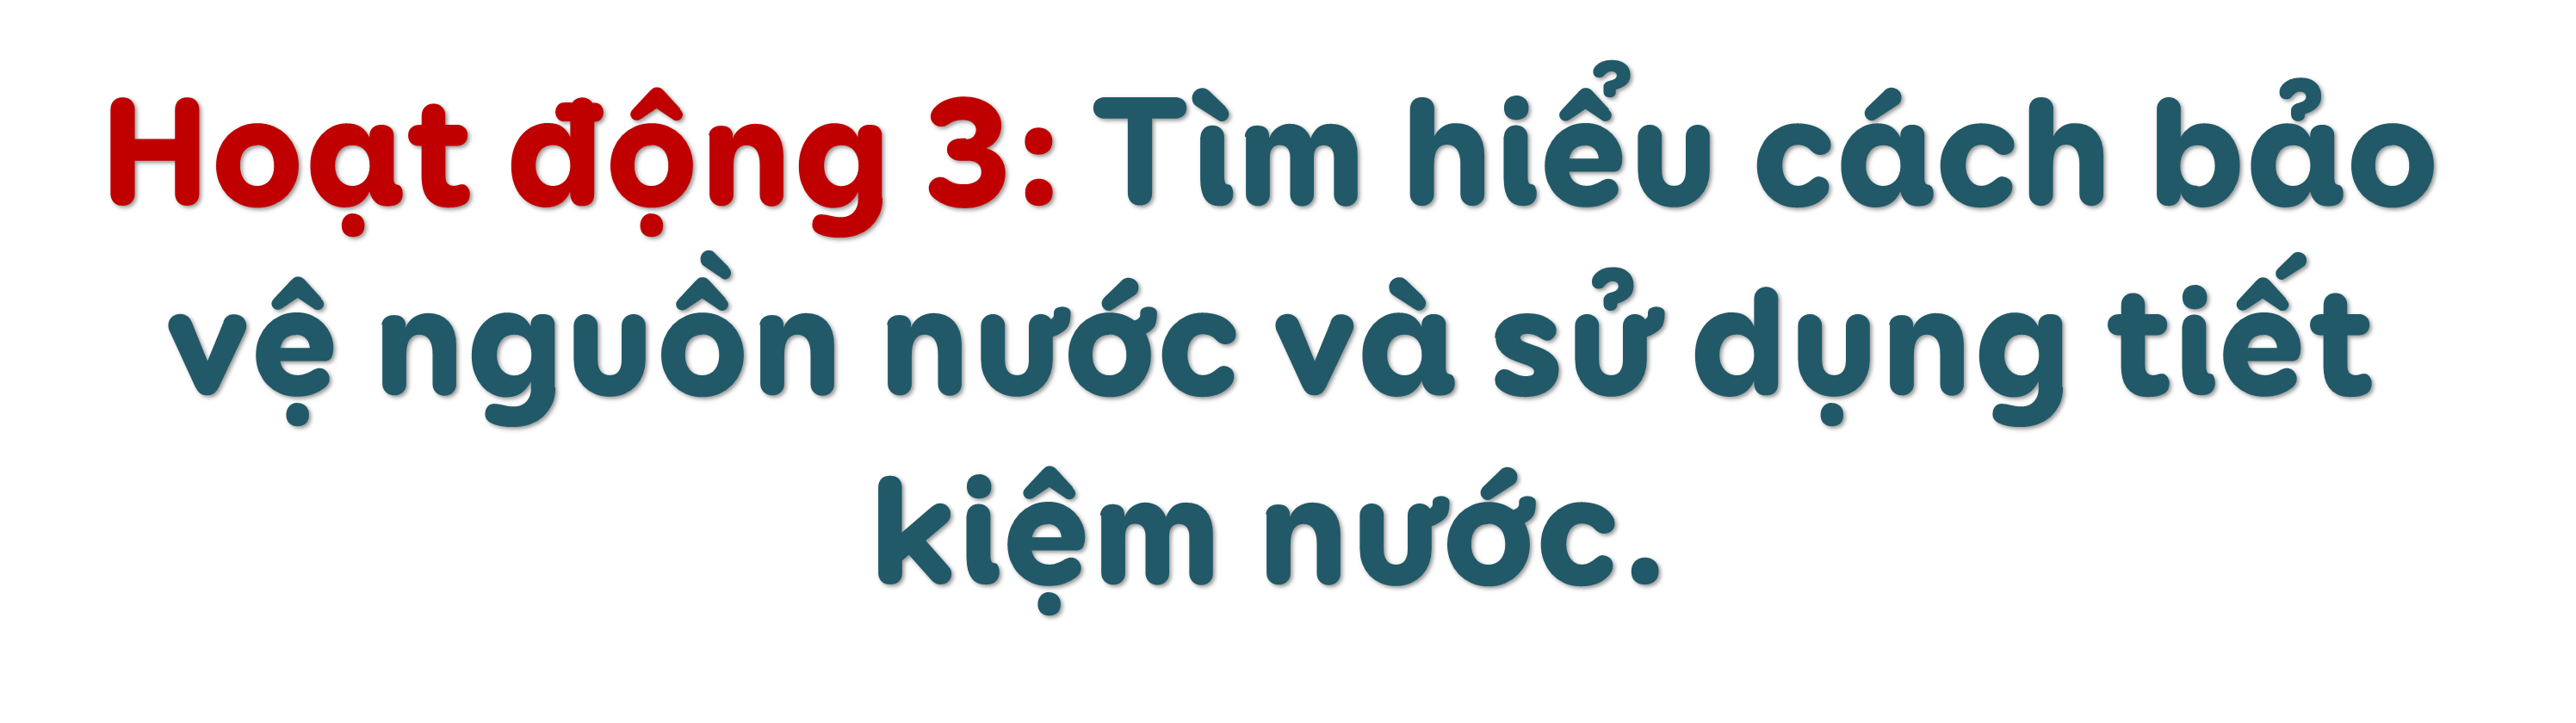 Hoạt động 3: Tìm hiểu cách bảo
vệ nguồn nước và sử dụng tiết
kiệm nước.